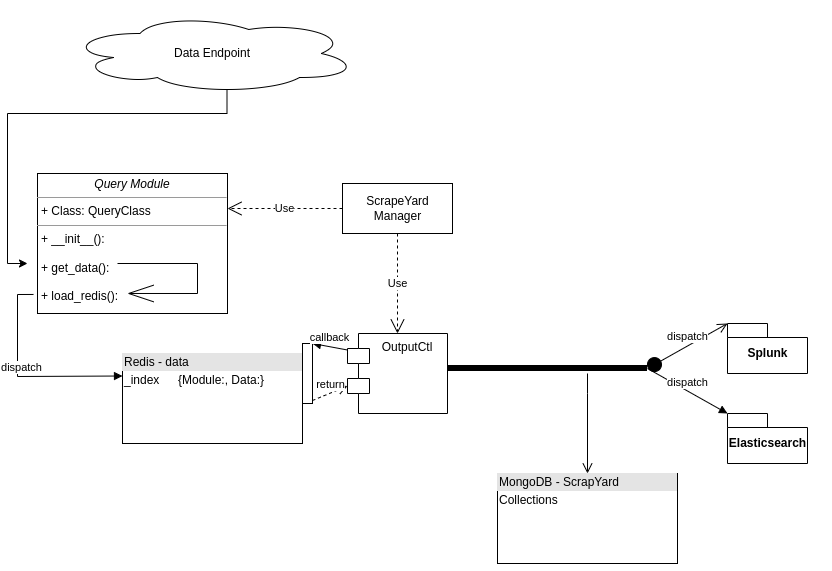 Data Endpoint
Query Module
+ Class: QueryClass
+ __init__():
+ get_data():
+ load_redis():
Use
ScrapeYard
Manager
Use
dispatch
Redis - data
_index {Module:, Data:}
callback
return
OutputCtl
dispatch
Splunk
dispatch
Elasticsearch
MongoDB - ScrapYard
Collections